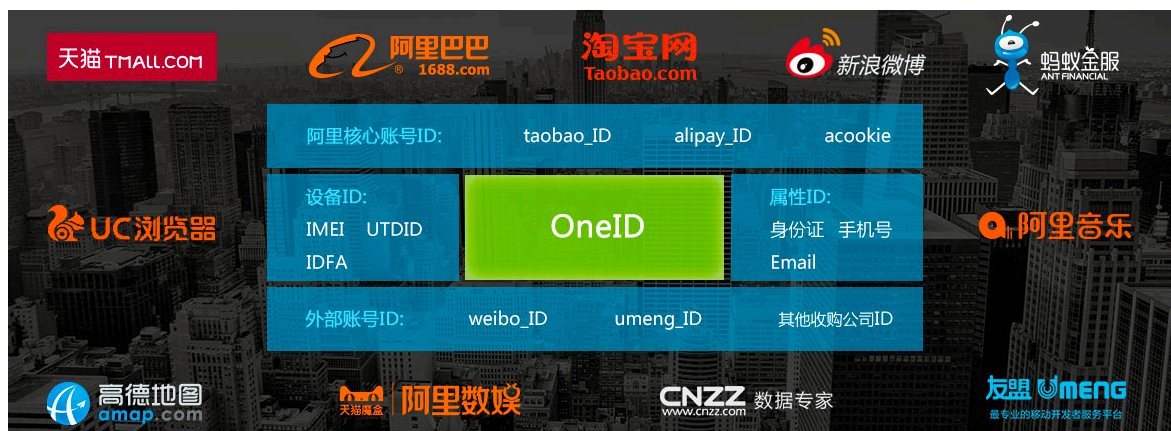 天猫 TMALL.COM
阿里巴巴
® 1688.com
淘宝网
Taobao.com
新浪微博
蚂蚁金服
ANT FINANCIAL
阿里核心账号ID: taobao_ID alipay_ID acookie
设备ID:
IMEI UTDID
IDFA
OneID
属性ID:
身份证 手机号
Email
UC浏览器
阿里音乐
外部账号ID: weibo_ID umeng_ID 其他收购公司ID
高德地图
amap.com
天猫魔盒 阿里数娱
CNZZ 数据专家
www.cnzz.com
友盟 UMENG
最专业的移动开发者服务平台